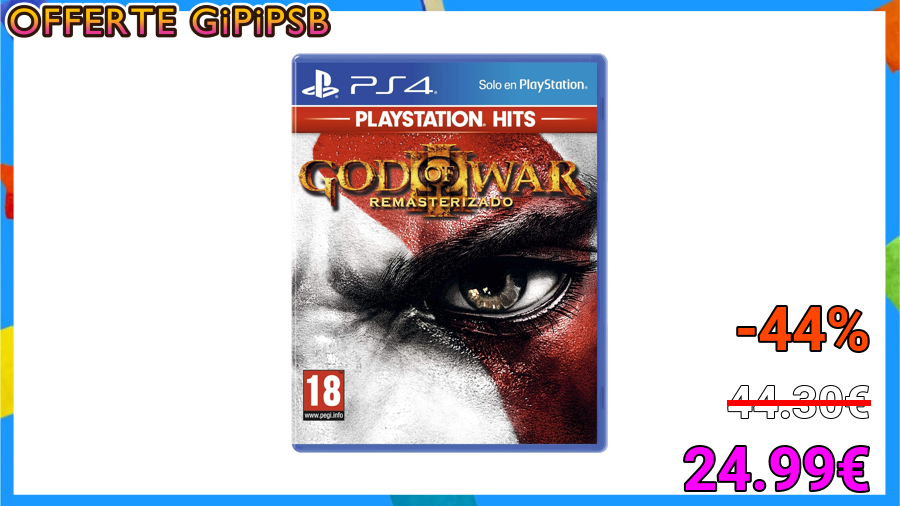 OFFERTE GiPiPSB
PS4
Solo en PlayStation.
PLAYSTATION HITS
GOD OF WAR
III
REMASTERIZADO
18
www.pegi.info
-44%
44.30€
24.99€